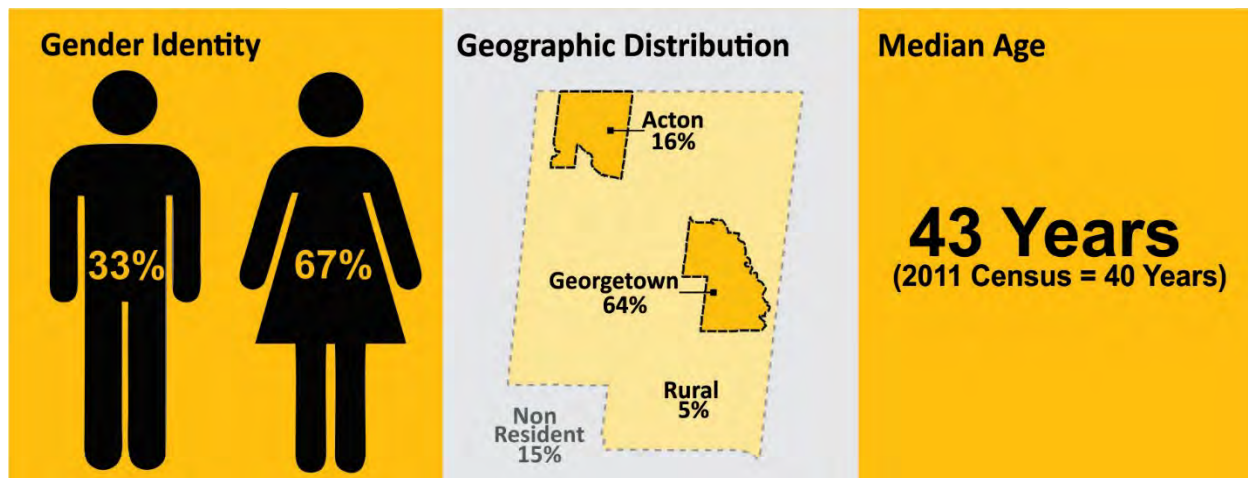 Gender Identity
33%
67%
Geographic Distribution
Acton
16%
Georgetown
64%
Rural
5%
Non
Resident
15%
Median Age
43 Years
(2011 Census = 40 Years)